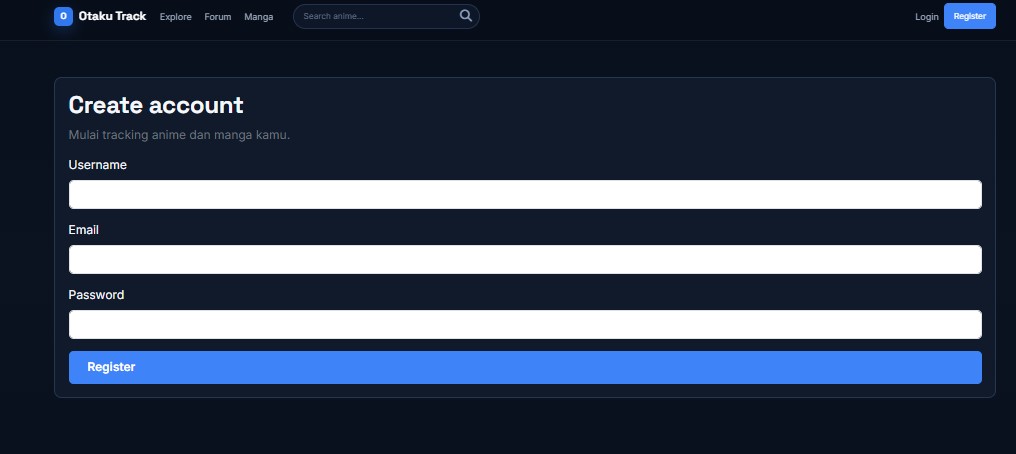 O Otaku Track Explore Forum Manga Search anime... Login Register
Create account
Mulai tracking anime dan manga kamu.
Username
Email
Password
Register